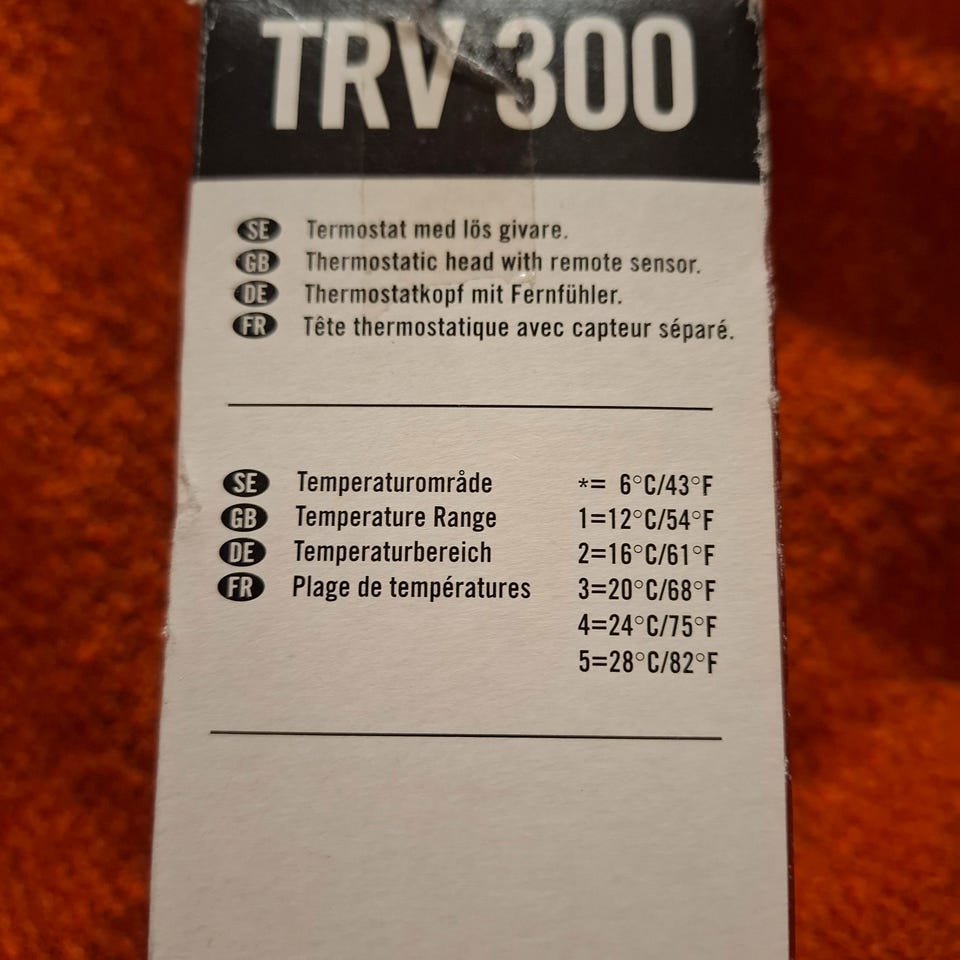 TRV 300
SE Termostat med lös givare.
GB Thermostatic head with remote sensor.
DE Thermostatkopf mit Fernfühler.
FR Tête thermostatique avec capteur séparé.
SE Temperaturområde *= 6°C/43°F
GB Temperature Range 1=12°C/54°F
DE Temperaturbereich 2=16°C/61°F
FR Plage de températures 3=20°C/68°F
4=24°C/75°F
5=28°C/82°F